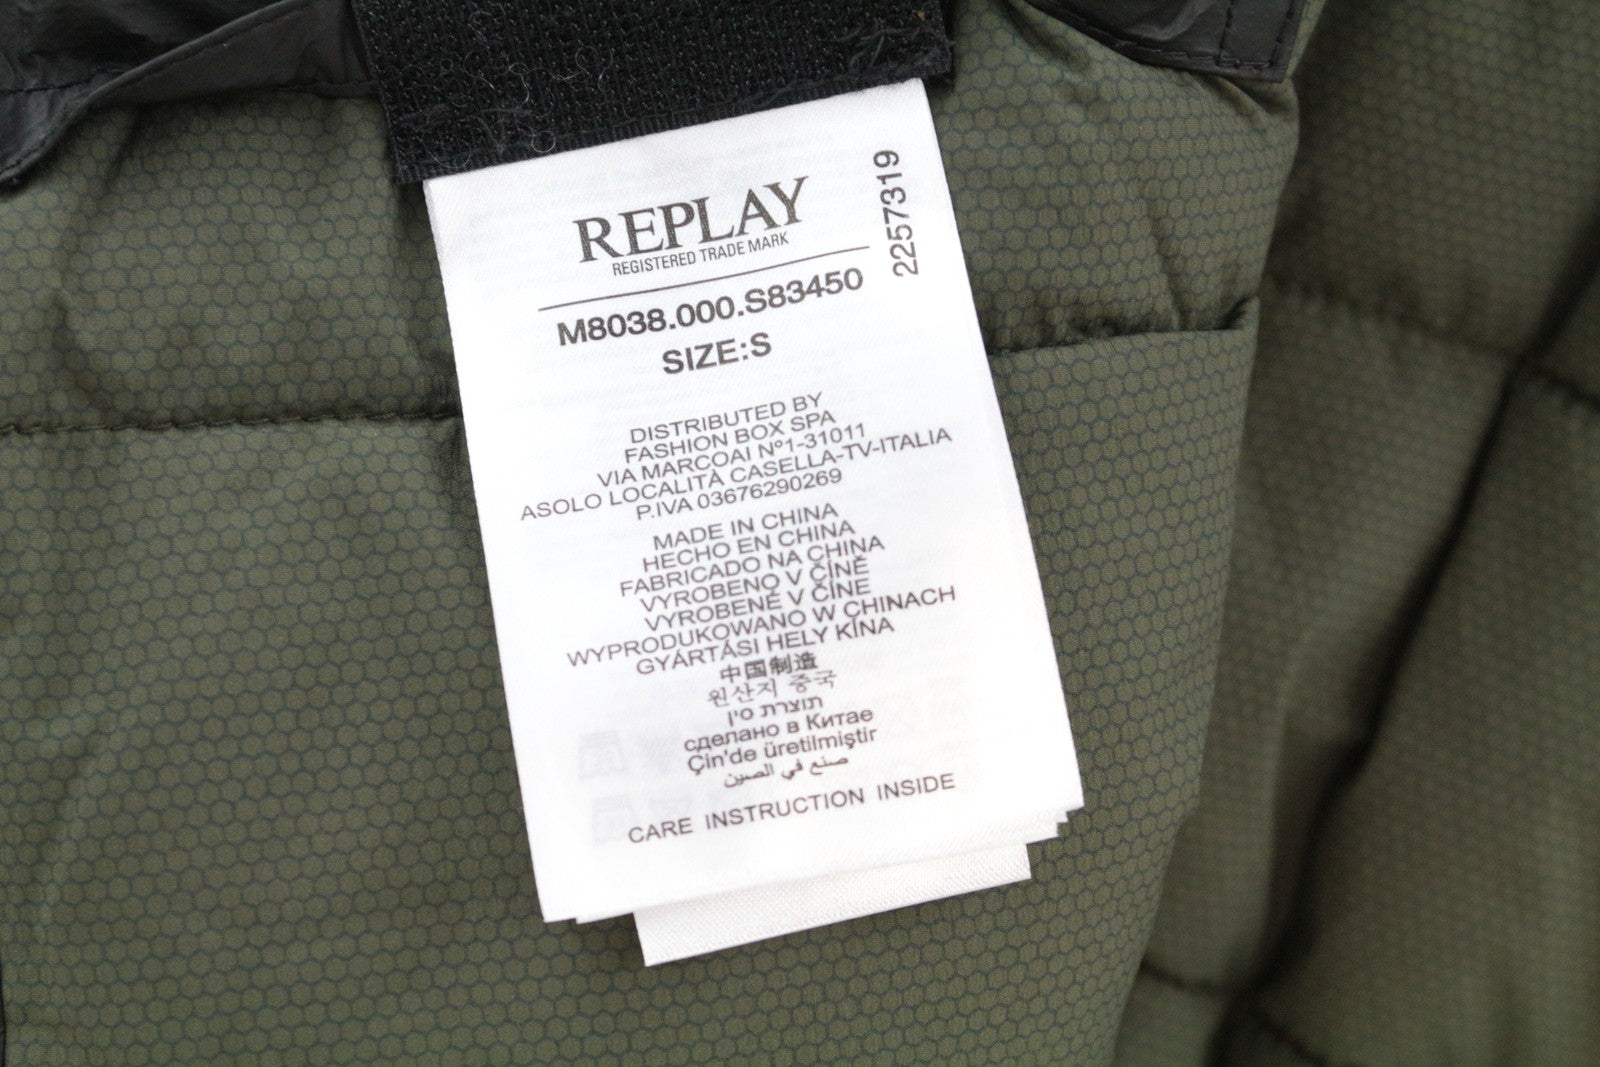 REPLAY
REGISTERED TRADE MARK
2257319
M8038.000.S83450
SIZE:S
DISTRIBUTED BY
FASHION BOX SPA
VIA MARCOAI Nº1-31011
ASOLO LOCALITÀ CASELLA-TV-ITALIA
P.IVA 03676290269
MADE IN CHINA
HECHO EN CHINA
FABRICADO NA CHINA
VYROBENO V ČÍNĚ
VYROBENÉ V ČÍNE
WYPRODUKOWANO W CHINACH
GYÁRTÁSI HELY KÍNA
中国制造
원산지 중국
תוצרת סין
сделано в Китае
Çin'de üretilmiştir
صنع في الصين
CARE INSTRUCTION INSIDE